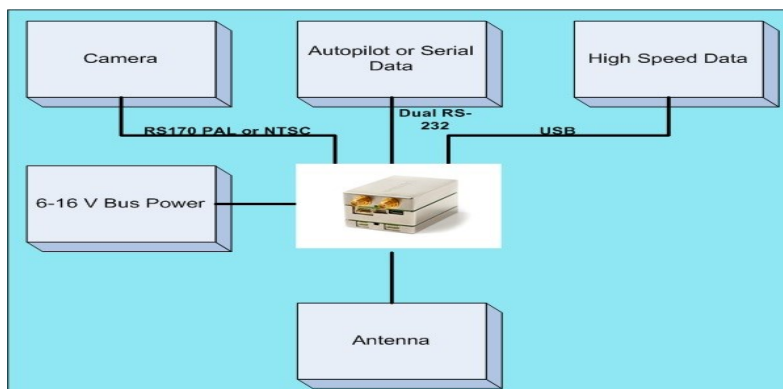 Camera
Autopilot or Serial
Data
High Speed Data
RS170 PAL or NTSC
Dual RS-
232
USB
6-16 V Bus Power
Antenna